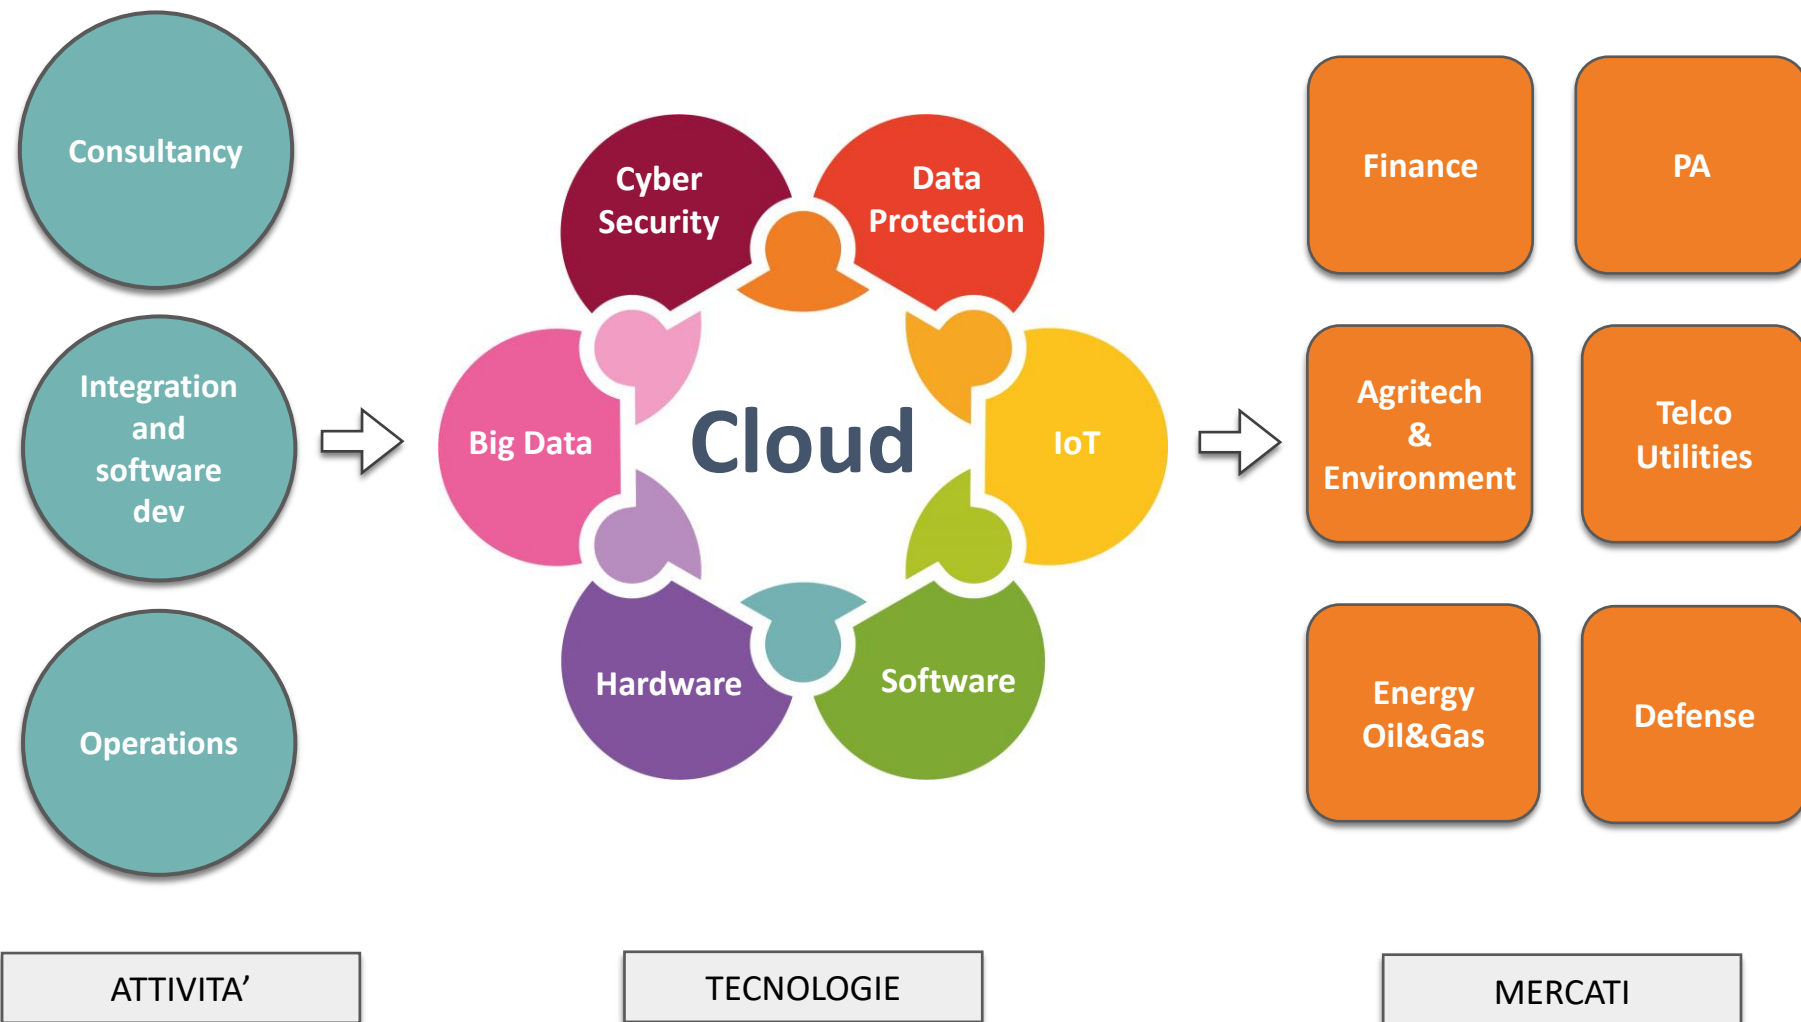 Consultancy
Integration
and
software
dev
Operations
Cyber
Security
Data
Protection
Big Data
Cloud
IoT
Hardware
Software
Finance
PA
Agritech
&
Environment
Telco
Utilities
Energy
Oil&Gas
Defense
ATTIVITA’
TECNOLOGIE
MERCATI